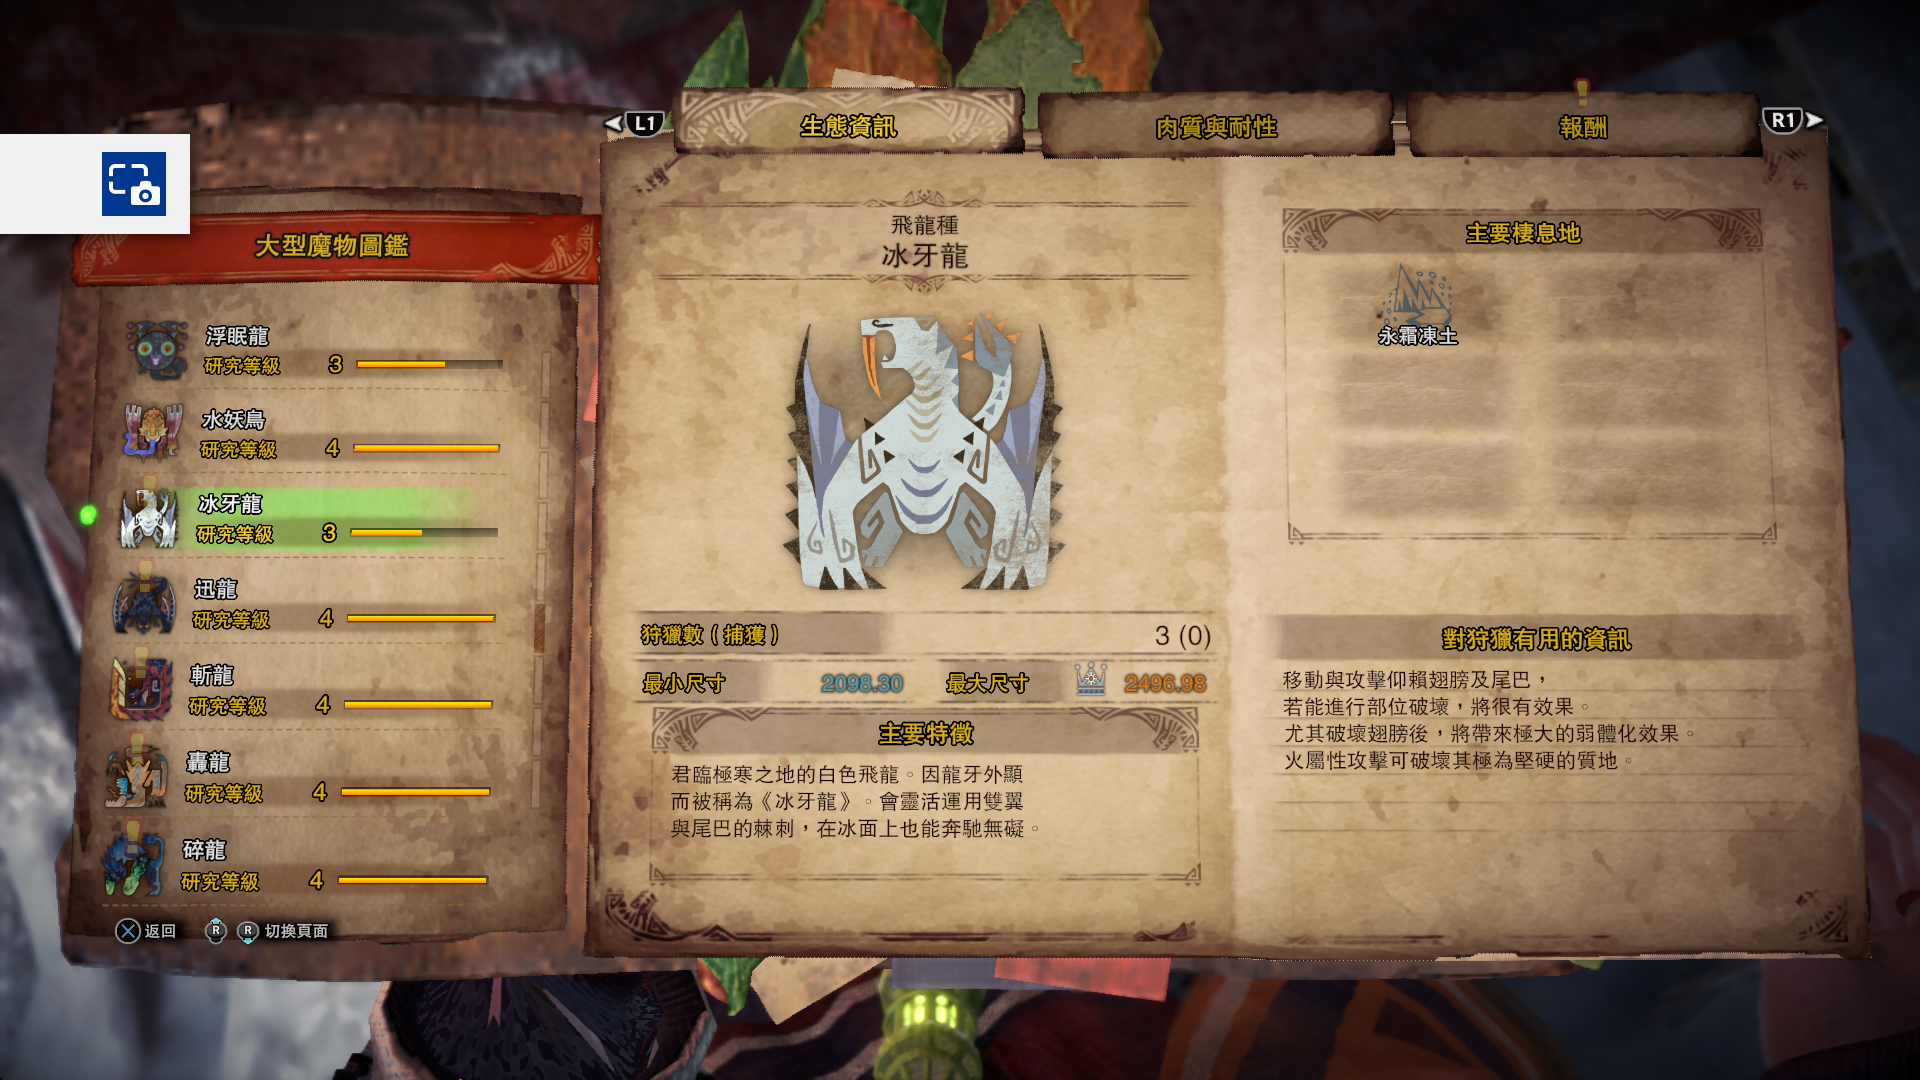 L1
生態資訊
肉質與耐性
報酬
R1
大型魔物圖鑑
浮眠龍
研究等級 3
水妖鳥
研究等級 4
冰牙龍
研究等級 3
迅龍
研究等級 4
斬龍
研究等級 4
轟龍
研究等級 4
碎龍
研究等級 4
返回
R
R
切換頁面
飛龍種
冰牙龍
狩獵數(捕獲) 3 (0)
最小尺寸 2098.30 最大尺寸 2496.98
主要特徵
君臨極寒之地的白色飛龍。因龍牙外顯
而被稱為《冰牙龍》。會靈活運用雙翼
與尾巴的棘刺,在冰面上也能奔馳無礙。
主要棲息地
永霜凍土
對狩獵有用的資訊
移動與攻擊仰賴翅膀及尾巴,
若能進行部位破壞,將很有效果。
尤其破壞翅膀後,將帶來極大的弱體化效果。
火屬性攻擊可破壞其極為堅硬的質地。